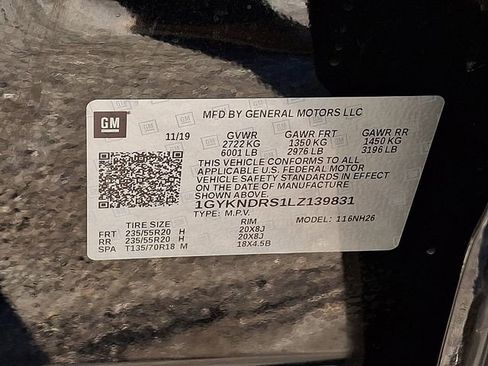 GM
MFD BY GENERAL MOTORS LLC
11/19 GVWR GAWR FRT GAWR RR
2722 KG 1350 KG 1450 KG
6001 LB 2976 LB 3196 LB
THIS VEHICLE CONFORMS TO ALL
APPLICABLE U.S. FEDERAL MOTOR
VEHICLE SAFETY STANDARDS IN EFFECT
ON THE DATE OF MANUFACTURE
SHOWN ABOVE.
1GYKNDRS1LZ139831
TYPE: M.P.V. MODEL: 116NH26
TIRE SIZE RIM
FRT 235/55R20 H 20X8J
RR 235/55R20 H 20X8J
SPA T135/70R18 M 18X4.5B